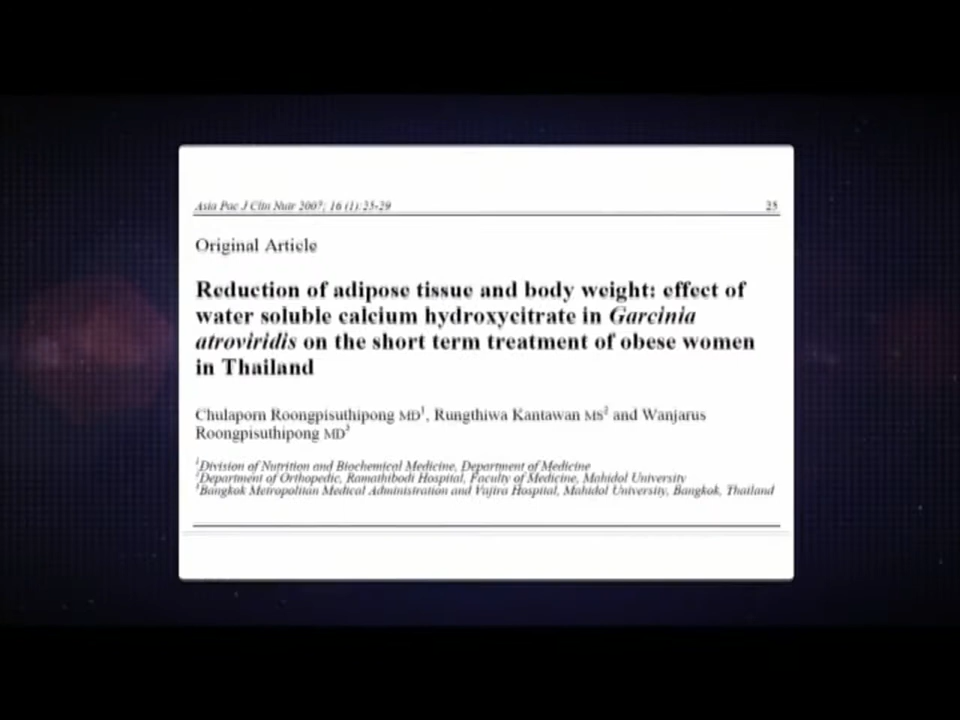 Asia Pac J Clin Nutr 2007; 16 (1):25-29 25
Original Article
Reduction of adipose tissue and body weight: effect of
water soluble calcium hydroxycitrate in Garcinia
atroviridis on the short term treatment of obese women
in Thailand
Chulaporn Roongpisuthipong MD1, Rungthiwa Kantawan MS2 and Wanjarus
Roongpisuthipong MD3
1Division of Nutrition and Biochemical Medicine, Department of Medicine
2Department of Orthopedic, Ramathibodi Hospital, Faculty of Medicine, Mahidol University
3Bangkok Metropolitan Medical Administration and Vajira Hospital, Mahidol University, Bangkok, Thailand